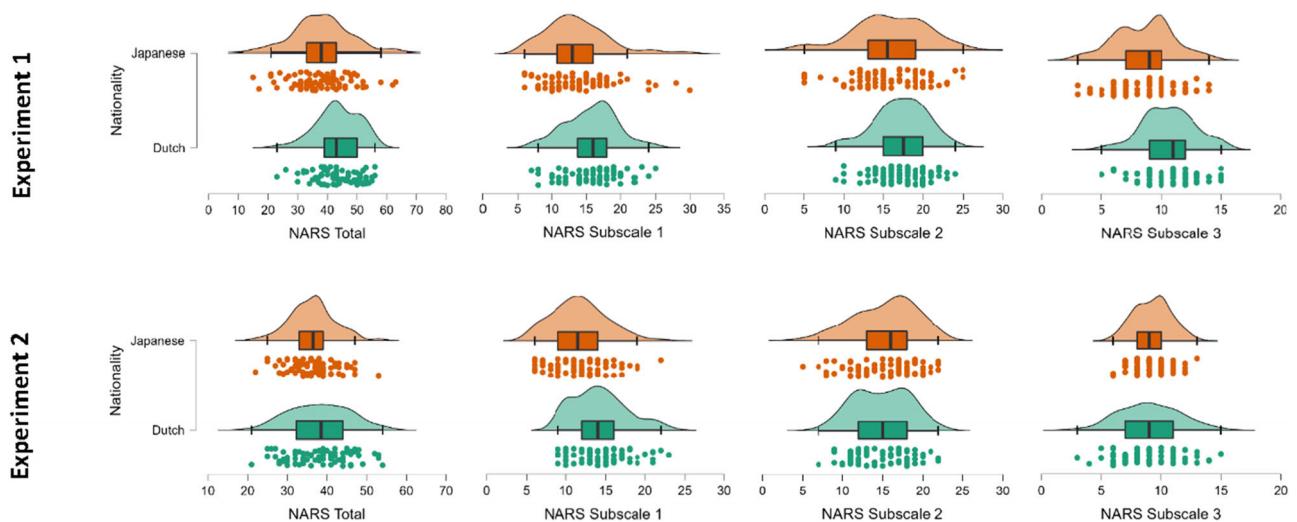 Experiment 1
Nationality
Japanese
Dutch
0 10 20 30 40 50 60 70 80
NARS Total
0 5 10 15 20 25 30 35
NARS Subscale 1
0 5 10 15 20 25 30
NARS Subscale 2
0 5 10 15 20
NARS Subscale 3
Experiment 2
Nationality
Japanese
Dutch
10 20 30 40 50 60 70
NARS Total
0 5 10 15 20 25 30
NARS Subscale 1
0 5 10 15 20 25 30
NARS Subscale 2
0 5 10 15 20
NARS Subscale 3